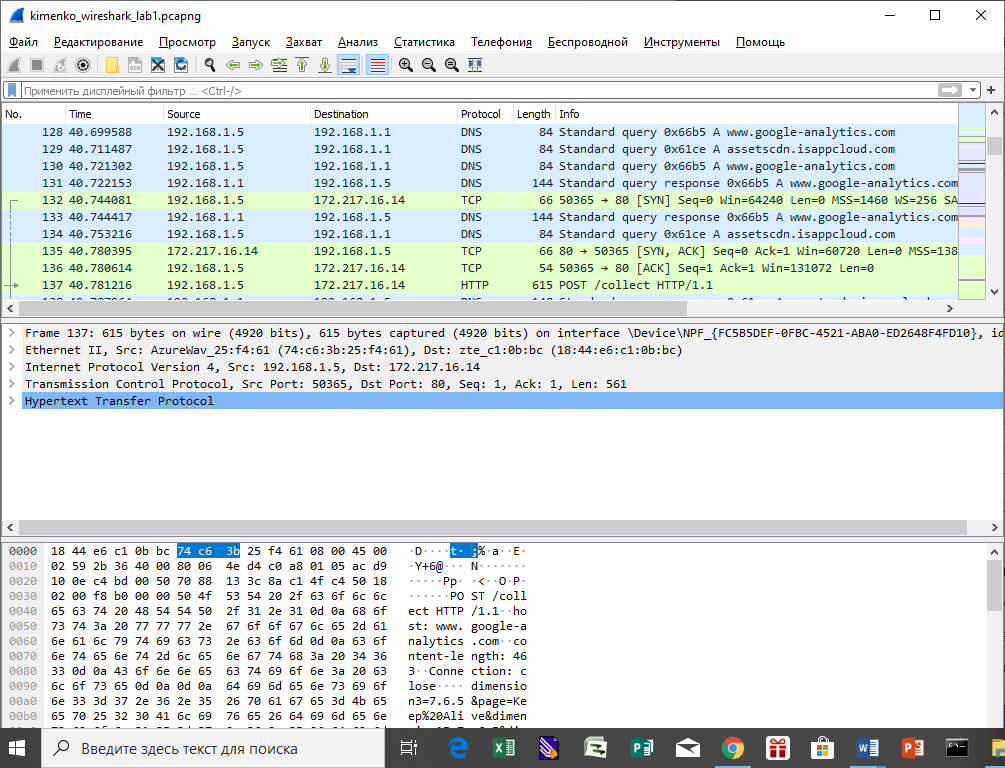 kimenko_wireshark_lab1.pcapng
Файл Редактирование Просмотр Запуск Захват Анализ Статистика Телефония Беспроводной Инструменты Помощь
Применить дисплейный фильтр ... <Ctrl-/>
No. Time Source Destination Protocol Length Info
128 40.699588 192.168.1.5 192.168.1.1 DNS 84 Standard query 0x66b5 A www.google-analytics.com
129 40.711487 192.168.1.5 192.168.1.1 DNS 84 Standard query 0x61ce A assetscdn.isappcloud.com
130 40.721302 192.168.1.5 192.168.1.1 DNS 84 Standard query 0x66b5 A www.google-analytics.com
131 40.722153 192.168.1.1 192.168.1.5 DNS 144 Standard query response 0x66b5 A www.google-analytics.com
132 40.744081 192.168.1.5 172.217.16.14 TCP 66 50365 → 80 [SYN] Seq=0 Win=64240 Len=0 MSS=1460 WS=256 SA
133 40.744417 192.168.1.1 192.168.1.5 DNS 144 Standard query response 0x66b5 A www.google-analytics.com
134 40.753216 192.168.1.5 192.168.1.1 DNS 84 Standard query 0x61ce A assetscdn.isappcloud.com
135 40.780395 172.217.16.14 192.168.1.5 TCP 66 80 → 50365 [SYN, ACK] Seq=0 Ack=1 Win=60720 Len=0 MSS=138
136 40.780614 192.168.1.5 172.217.16.14 TCP 54 50365 → 80 [ACK] Seq=1 Ack=1 Win=131072 Len=0
137 40.781216 192.168.1.5 172.217.16.14 HTTP 615 POST /collect HTTP/1.1
Frame 137: 615 bytes on wire (4920 bits), 615 bytes captured (4920 bits) on interface \Device\NPF_{FC5B5DEF-0FBC-4521-ABA0-ED2648F4FD10}, id
Ethernet II, Src: AzureWav_25:f4:61 (74:c6:3b:25:f4:61), Dst: zte_c1:0b:bc (18:44:e6:c1:0b:bc)
Internet Protocol Version 4, Src: 192.168.1.5, Dst: 172.217.16.14
Transmission Control Protocol, Src Port: 50365, Dst Port: 80, Seq: 1, Ack: 1, Len: 561
Hypertext Transfer Protocol
0000 18 44 e6 c1 0b bc 74 c6 3b 25 f4 61 08 00 45 00 ·D····t· ;%·a··E·
0010 02 59 2b 36 40 00 80 06 4e d4 c0 a8 01 05 ac d9 ·Y+6@··· N·······
0020 10 0e c4 bd 00 50 70 88 13 3c 8a c1 4f c4 50 18 ·····Pp· ·<··O·P·
0030 02 00 f8 b0 00 00 50 4f 53 54 20 2f 63 6f 6c 6c ······PO ST /coll
0040 65 63 74 20 48 54 54 50 2f 31 2e 31 0d 0a 68 6f ect HTTP /1.1··ho
0050 73 74 3a 20 77 77 77 2e 67 6f 6f 67 6c 65 2d 61 st: www. google-a
0060 6e 61 6c 79 74 69 63 73 2e 63 6f 6d 0d 0a 63 6f nalytics .com··co
0070 6e 74 65 6e 74 2d 6c 65 6e 67 74 68 3a 20 34 36 ntent-le ngth: 46
0080 33 0d 0a 43 6f 6e 6e 65 63 74 69 6f 6e 3a 20 63 3··Conne ction: c
0090 6c 6f 73 65 0d 0a 0d 0a 64 69 6d 65 6e 73 69 6f lose···· dimensio
00a0 6e 33 3d 37 2e 36 2e 35 26 70 61 67 65 3d 4b 65 n3=7.6.5 &page=Ke
00b0 65 70 25 32 30 41 6c 69 76 65 26 64 69 6d 65 6e ep%20Ali ve&dimen
Введите здесь текст для поиска